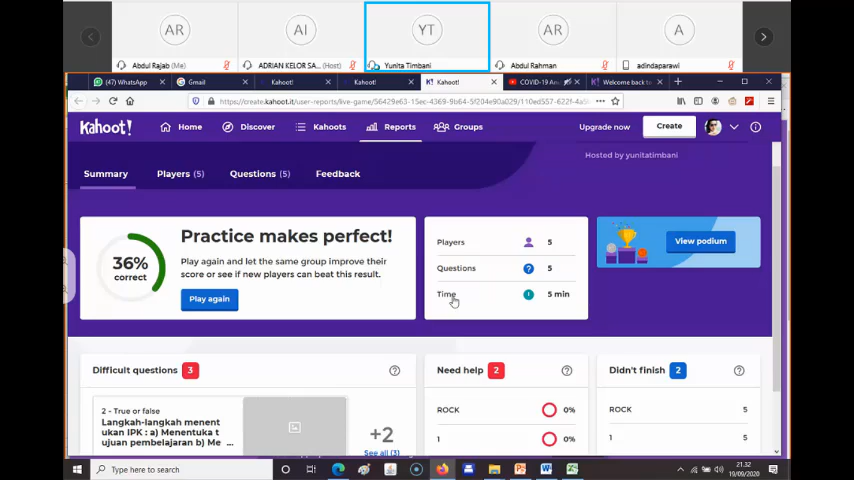 AR
AI
YT
AR
A
Abdul Rajab (Me)
ADRIAN KELOR SA... (Host)
Yunita Timbani
Abdul Rahman
adindaparawi
(47) WhatsApp
Gmail
Kahoot!
Kahoot!
Kahoot!
COVID-19 An
Welcome back to
https://create.kahoot.it/user-reports/live-game/56429e63-15ec-4369-9b64-5f204e90a029/110ed557-622f-4a5
Kahoot!
Home
Discover
Kahoots
Reports
Groups
Upgrade now
Create
Hosted by yunitatimbani
Summary
Players (5)
Questions (5)
Feedback
36%
correct
Practice makes perfect!
Play again and let the same group improve their
score or see if new players can beat this result.
Play again
Players 5
Questions 5
Time 5 min
View podium
Difficult questions 3
2 - True or false
Langkah-langkah menent
ukan IPK : a) Menentuka t
ujuan pembelajaran b) Me ...
+2
See all (3)
Need help 2
ROCK 0%
1 0%
Didn't finish 2
ROCK 5
1 5
Type here to search
21.32
19/09/2020